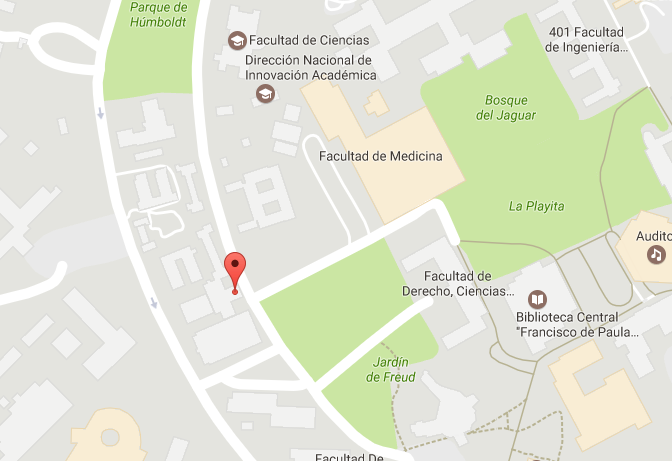 Parque de
Húmboldt
401 Facultad
de Ingeniería...
Facultad de Ciencias
Dirección Nacional de
Innovación Académica
Bosque
del Jaguar
Facultad de Medicina
La Playita
Audito
Facultad de
Derecho, Ciencias...
Biblioteca Central
"Francisco de Paula...
Jardín
de Freud
Facultad De